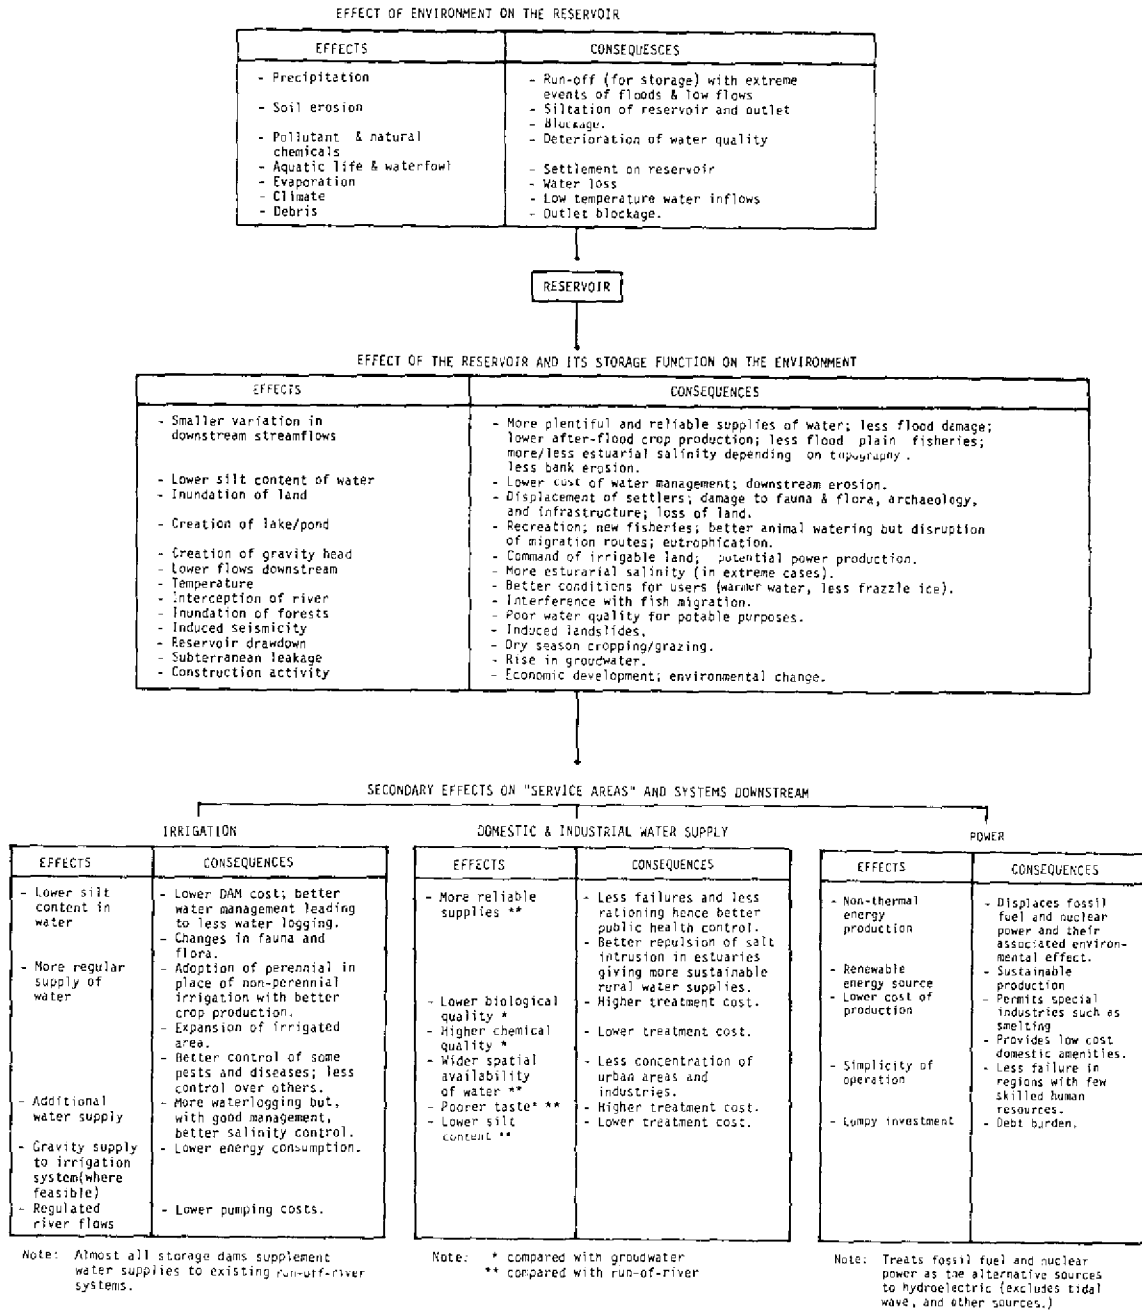 EFFECT OF ENVIRONMENT ON THE RESERVOIR
EFFECTS
- Precipitation
- Soil erosion
- Pollutant & natural
chemicals
- Aquatic life & waterfowl
- Evaporation
- Climate
- Debris
CONSEQUESCES
- Run-off (for storage) with extreme
events of floods & low flows
- Siltation of reservoir and outlet
- Blockage.
- Deterioration of water quality
- Settlement on reservoir
- Water loss
- Low temperature water inflows
- Outlet blockage.
RESERVOIR
EFFECT OF THE RESERVOIR AND ITS STORAGE FUNCTION ON THE ENVIRONMENT
EFFECTS
- Smaller variation in
downstream streamflows
- Lower silt content of water
- Inundation of land
- Creation of lake/pond
- Creation of gravity head
- Lower flows downstream
- Temperature
- Interception of river
- Inundation of forests
- Induced seismicity
- Reservoir drawdown
- Subterranean leakage
- Construction activity
CONSEQUENCES
- More plentiful and reliable supplies of water; less flood damage;
lower after-flood crop production; less flood plain fisheries;
more/less estuarial salinity depending on topography.
less bank erosion.
- Lower cost of water management; downstream erosion.
- Displacement of settlers; damage to fauna & flora, archaeology,
and infrastructure; loss of land.
- Recreation; new fisheries; better animal watering but disruption
of migration routes; eutrophication.
- Command of irrigable land; potential power production.
- More esturarial salinity (in extreme cases).
- Better conditions for users (warmer water, less frazzle ice).
- Interference with fish migration.
- Poor water quality for potable purposes.
- Induced landslides.
- Dry season cropping/grazing.
- Rise in groudwater.
- Economic development; environmental change.
SECONDARY EFFECTS ON "SERVICE AREAS" AND SYSTEMS DOWNSTREAM
IRRIGATION
EFFECTS
- Lower silt
content in
water
- More regular
supply of
water
- Additional
water supply
- Gravity supply
to irrigation
system(where
feasible)
- Regulated
river flows
CONSEQUENCES
- Lower DAM cost; better
water management leading
to less water logging.
- Changes in fauna and
flora.
- Adoption of perennial in
place of non-perennial
irrigation with better
crop production.
- Expansion of irrigated
area.
- Better control of some
pests and diseases; less
control over others.
- More waterlogging but,
with good management,
better salinity control.
- Lower energy consumption.
- Lower pumping costs.
Note: Almost all storage dams supplement
water supplies to existing run-off-river
systems.
DOMESTIC & INDUSTRIAL WATER SUPPLY
EFFECTS
- More reliable
supplies **
- Lower biological
quality *
- Higher chemical
quality *
- Wider spatial
availability
of water **
- Poorer taste* **
- Lower silt
content **
CONSEQUENCES
- Less failures and less
rationing hence better
public health control.
- Better repulsion of salt
intrusion in estuaries
giving more sustainable
rural water supplies.
- Higher treatment cost.
- Lower treatment cost.
- Less concentration of
urban areas and
industries.
- Higher treatment cost.
- Lower treatment cost.
Note: * compared with groudwater
** compared with run-of-river
POWER
EFFECTS
- Non-thermal
energy
production
- Renewable
energy source
- Lower cost of
production
- Simplicity of
operation
- Lumpy investment
CONSEQUENCES
- Displaces fossil
fuel and nuclear
power and their
associated environ-
mental effect.
- Sustainable
production
- Permits special
industries such as
smelting
- Provides low cost
domestic amenities.
- Less failure in
regions with few
skilled human
resources.
- Debt burden.
Note: Treats fossil fuel and nuclear
power as the alternative sources
to hydroelectric (excludes tidal
wave, and other sources.)